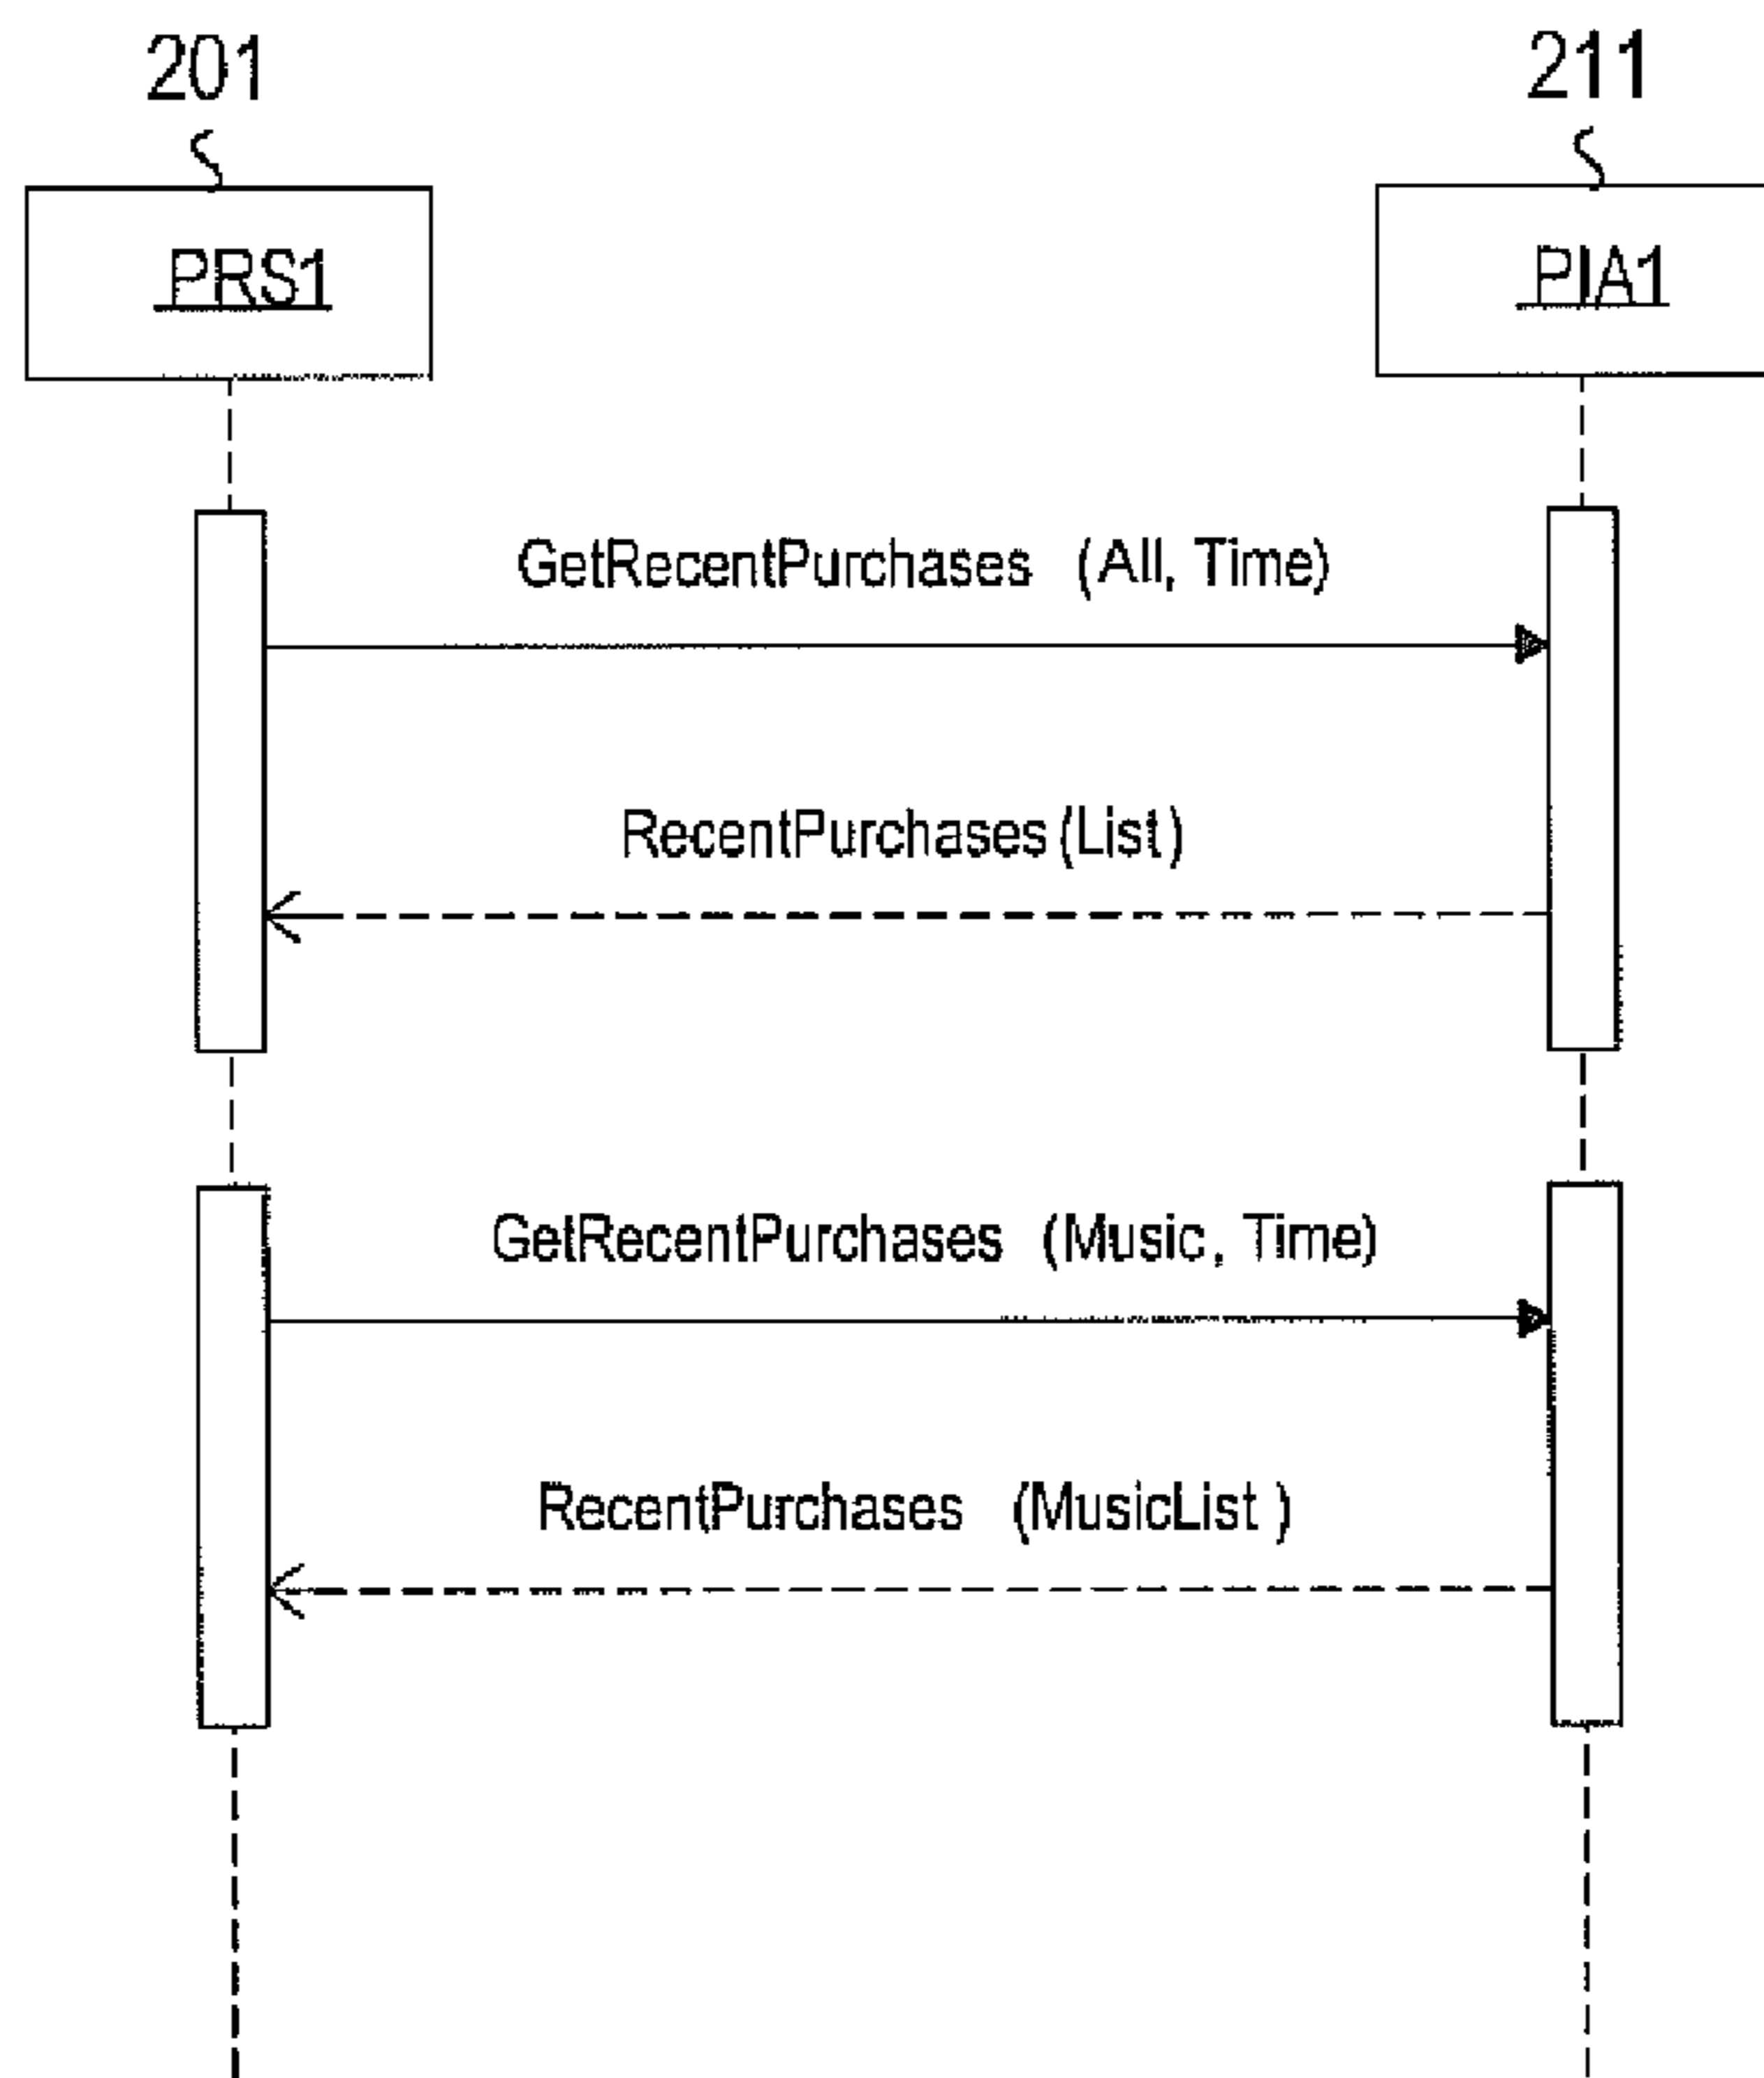 201
211
PRS1
PIA1
GetRecentPurchases (All, Time)
RecentPurchases (List)
GetRecentPurchases (Music, Time)
RecentPurchases (MusicList )